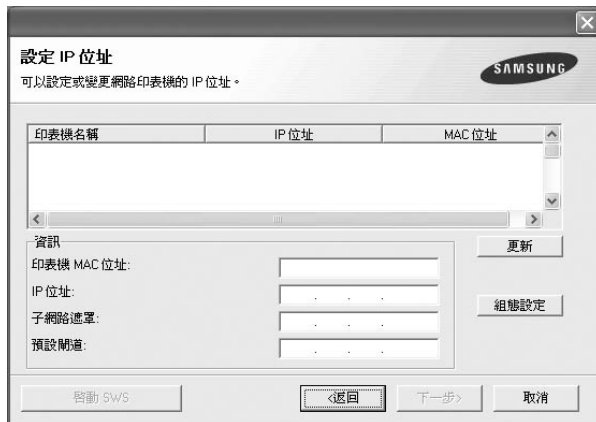 設定 IP 位址
可以設定或變更網路印表機的 IP 位址。
SAMSUNG
印表機名稱 IP 位址 MAC 位址
資訊
更新
印表機 MAC 位址:
IP 位址:
組態設定
子網路遮罩:
預設閘道:
啓動 SWS <返回 下一步> 取消